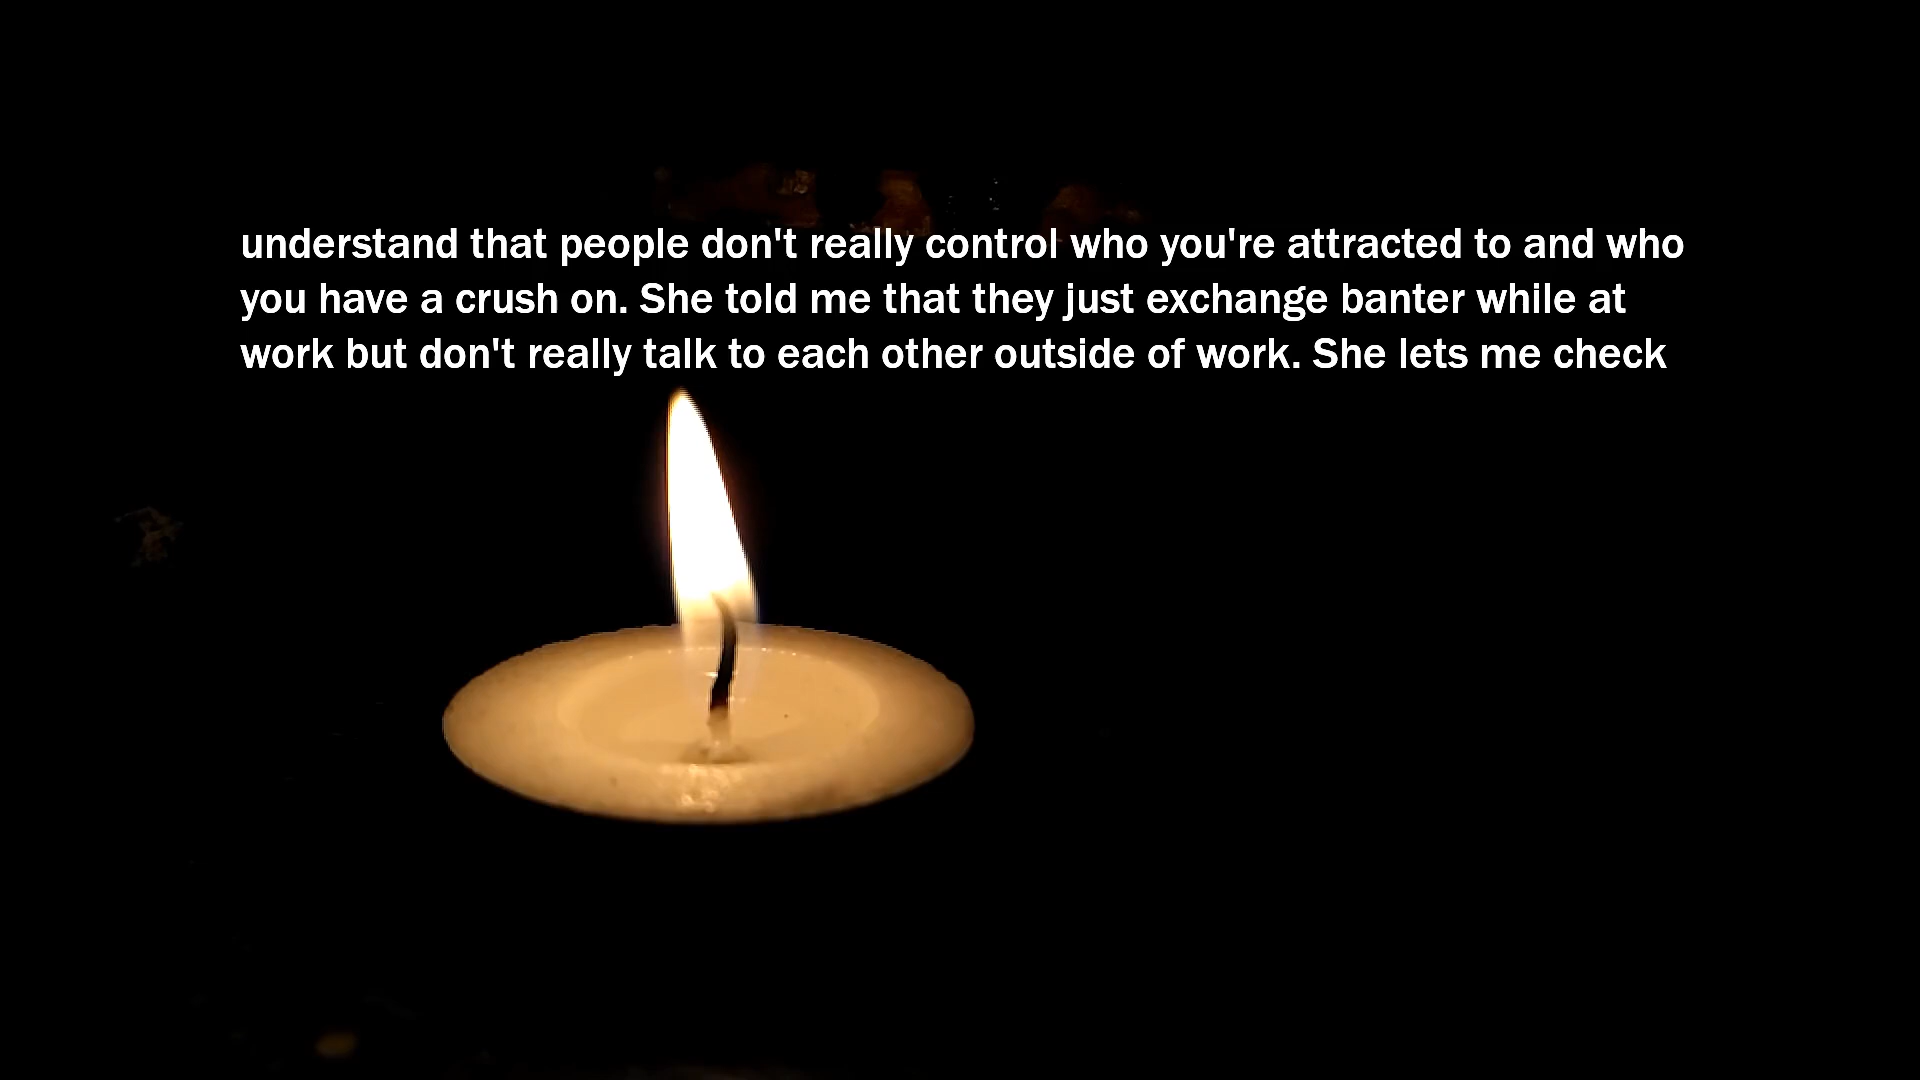 understand that people don't really control who you're attracted to and who
you have a crush on. She told me that they just exchange banter while at
work but don't really talk to each other outside of work. She lets me check